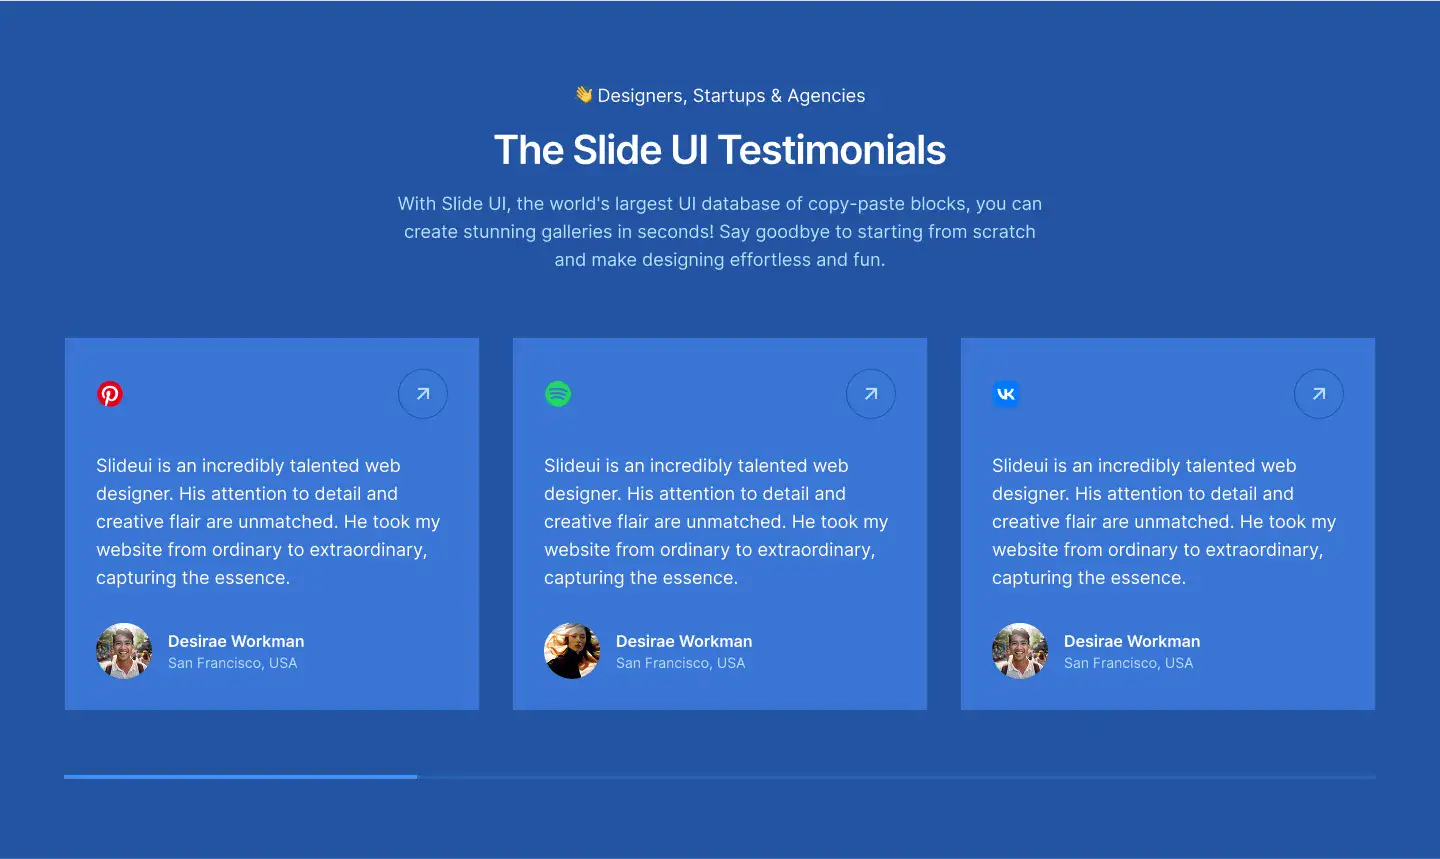 👋 Designers, Startups & Agencies
The Slide UI Testimonials
With Slide UI, the world's largest UI database of copy-paste blocks, you can
create stunning galleries in seconds! Say goodbye to starting from scratch
and make designing effortless and fun.
Slideui is an incredibly talented web
designer. His attention to detail and
creative flair are unmatched. He took my
website from ordinary to extraordinary,
capturing the essence.
Desirae Workman
San Francisco, USA
Slideui is an incredibly talented web
designer. His attention to detail and
creative flair are unmatched. He took my
website from ordinary to extraordinary,
capturing the essence.
Desirae Workman
San Francisco, USA
VK
Slideui is an incredibly talented web
designer. His attention to detail and
creative flair are unmatched. He took my
website from ordinary to extraordinary,
capturing the essence.
Desirae Workman
San Francisco, USA